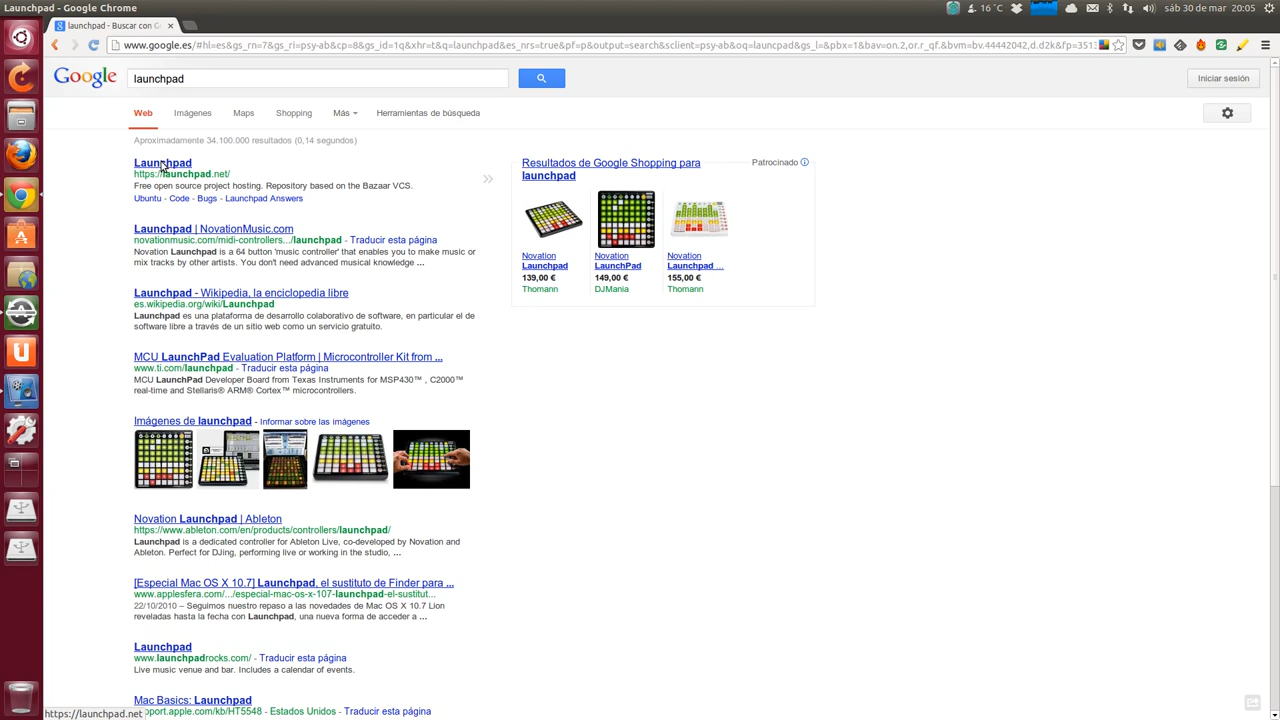 Launchpad - Google Chrome
16°C
sáb 30 de mar 20:05
launchpad - Buscar con G
www.google.es/#hl=es&gs_rn=7&gs_ri=psy-ab&cp=8&gs_id=1q&xhr=t&q=launchpad&es_nrs=true&pf=p&output=search&sclient=psy-ab&oq=launcpad&gs_l=&pbx=1&bav=on.2,or.r_qf.&bvm=bv.44442042,d.d2k&fp=3513
Google
launchpad
Iniciar sesión
Web Imágenes Maps Shopping Más Herramientas de búsqueda
Aproximadamente 34.100.000 resultados (0,14 segundos)
Launchpad
https://launchpad.net/
Free open source project hosting. Repository based on the Bazaar VCS.
Ubuntu - Code - Bugs - Launchpad Answers
Launchpad | NovationMusic.com
novationmusic.com/midi-controllers.../launchpad - Traducir esta página
Novation Launchpad is a 64 button 'music controller' that enables you to make music or
mix tracks by other artists. You don't need advanced musical knowledge ...
Launchpad - Wikipedia, la enciclopedia libre
es.wikipedia.org/wiki/Launchpad
Launchpad es una plataforma de desarrollo colaborativo de software, en particular el de
software libre a través de un sitio web como un servicio gratuito.
MCU LaunchPad Evaluation Platform | Microcontroller Kit from ...
www.ti.com/launchpad - Traducir esta página
MCU LaunchPad Developer Board from Texas Instruments for MSP430™ , C2000™
real-time and Stellaris® ARM® Cortex™ microcontrollers.
Imágenes de launchpad - Informar sobre las imágenes
Novation Launchpad | Ableton
https://www.ableton.com/en/products/controllers/launchpad/
Launchpad is a dedicated controller for Ableton Live, co-developed by Novation and
Ableton. Perfect for DJing, performing live or working in the studio, ...
[Especial Mac OS X 10.7] Launchpad, el sustituto de Finder para ...
www.applesfera.com/.../especial-mac-os-x-107-launchpad-el-sustitut...
22/10/2010 – Seguimos nuestro repaso a las novedades de Mac OS X 10.7 Lion
reveladas hasta la fecha con Launchpad, una nueva forma de acceder a ...
Launchpad
www.launchpadrocks.com/ - Traducir esta página
Live music venue and bar. Includes a calendar of events.
Mac Basics: Launchpad
pport.apple.com/kb/HT5548 - Estados Unidos - Traducir esta página
https://launchpad.net
Resultados de Google Shopping para
launchpad
Patrocinado
Novation
Launchpad
139,00 €
Thomann
Novation
LaunchPad
149,00 €
DJMania
Novation
Launchpad ...
155,00 €
Thomann